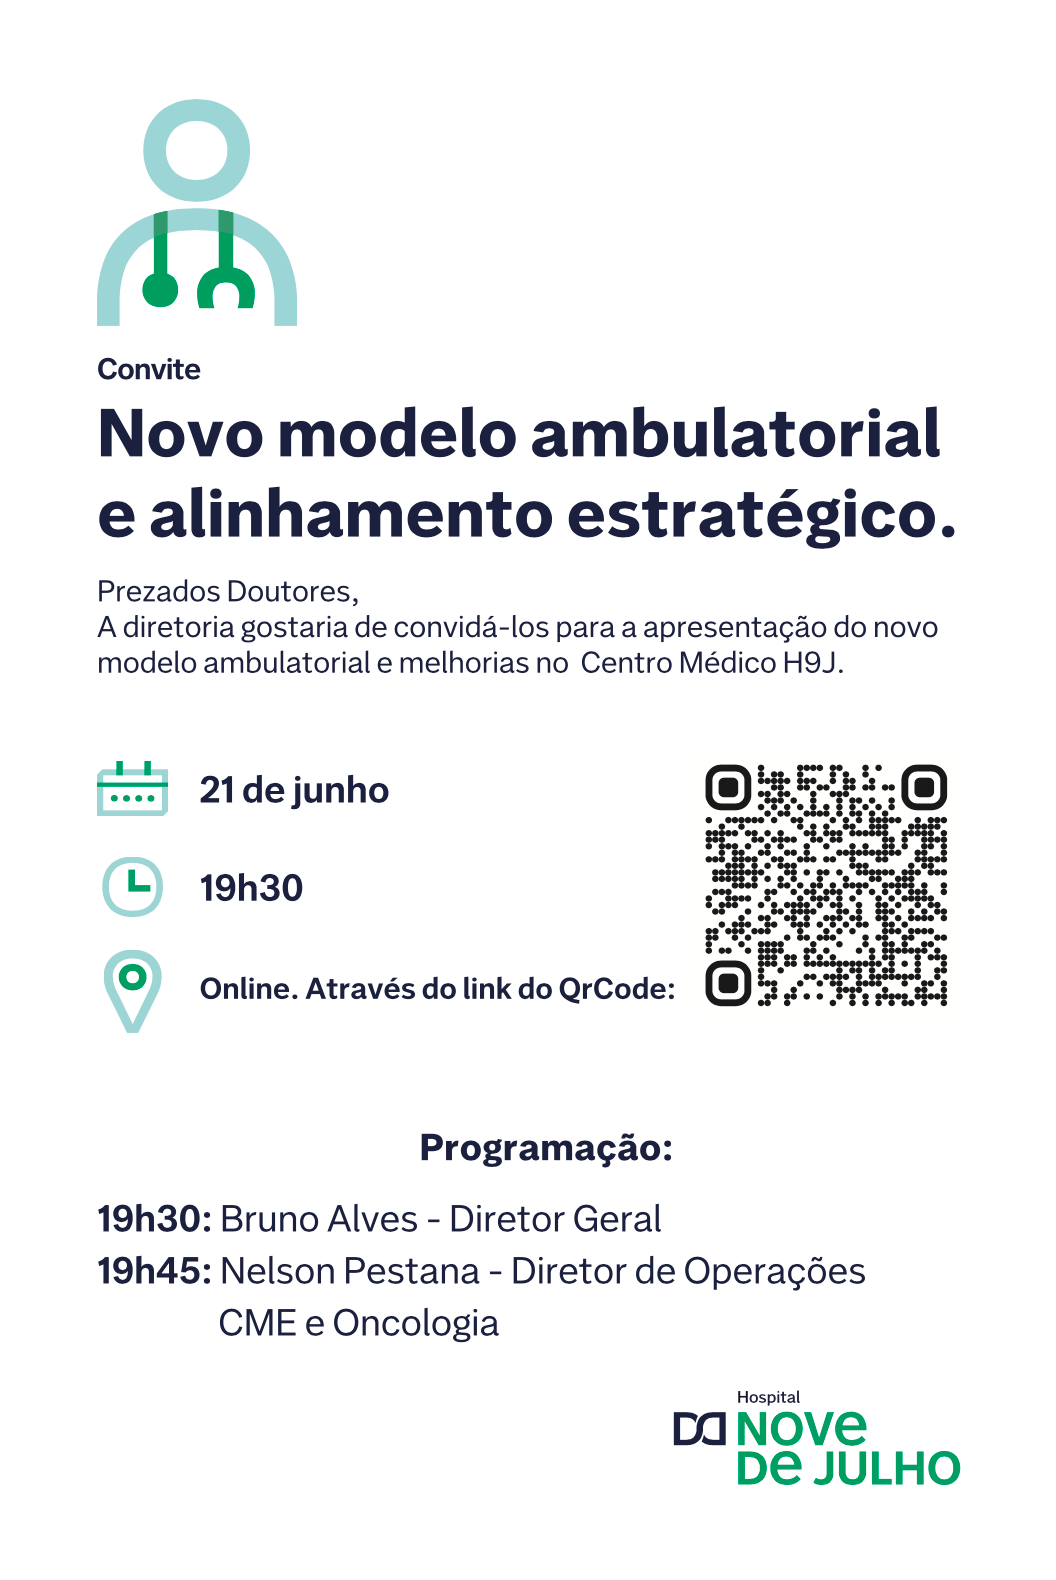 Convite
Novo modelo ambulatorial
e alinhamento estratégico.
Prezados Doutores,
A diretoria gostaria de convidá-los para a apresentação do novo
modelo ambulatorial e melhorias no  Centro Médico H9J.
21 de junho
19h30
Online. Através do link do QrCode:
Programação:
19h30: Bruno Alves - Diretor Geral
19h45: Nelson Pestana - Diretor de Operações
CME e Oncologia
Hospital
NOVe
De JULHO